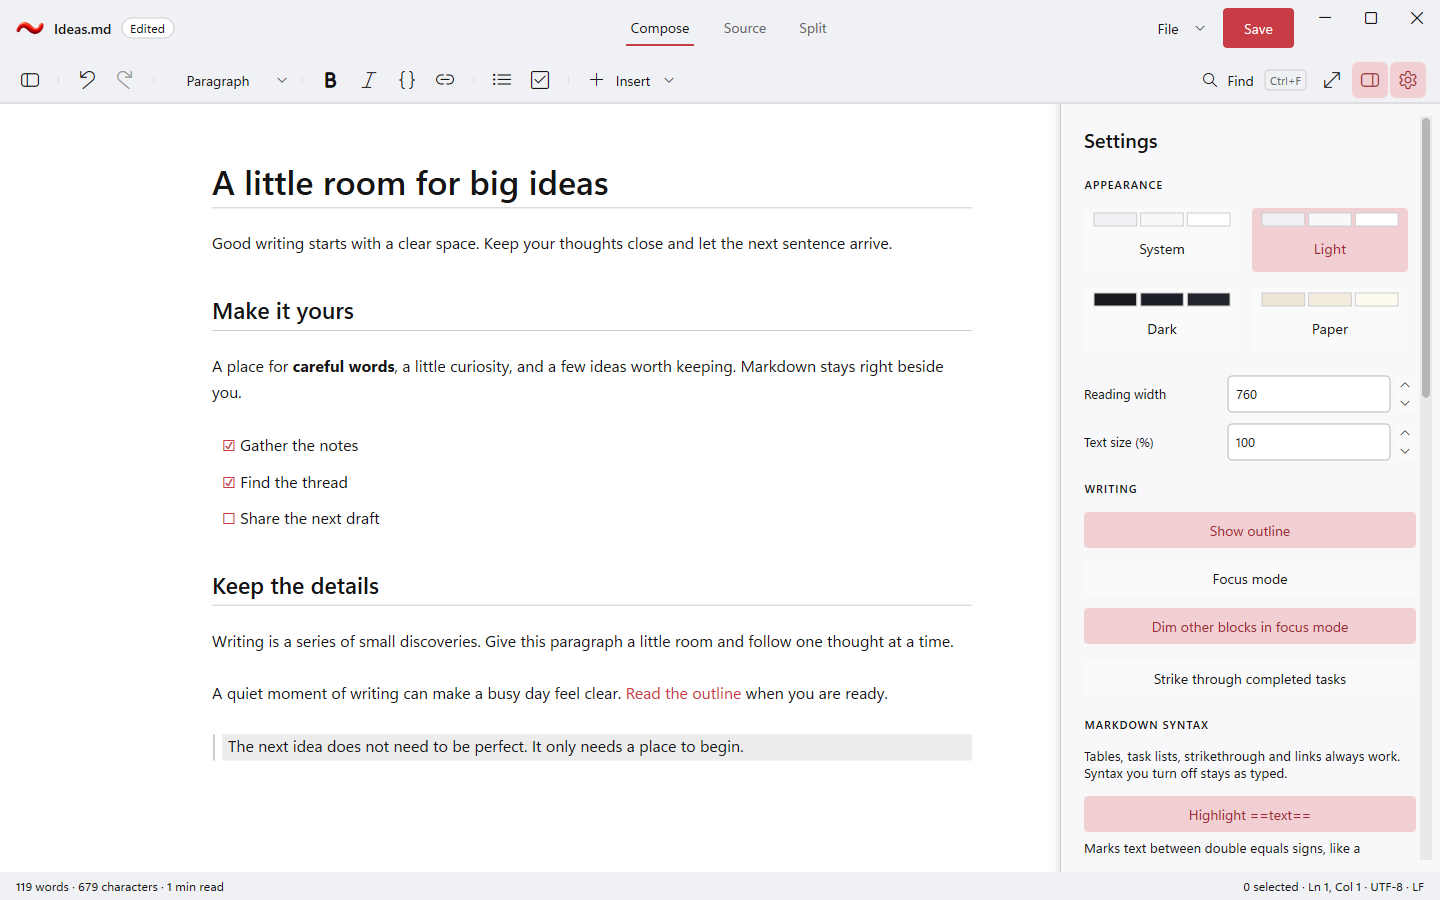 Ideas.md Edited Compose Source Split File Save
Paragraph B I {} Insert Find Ctrl+F
A little room for big ideas
Good writing starts with a clear space. Keep your thoughts close and let the next sentence arrive.
Make it yours
A place for careful words, a little curiosity, and a few ideas worth keeping. Markdown stays right beside
you.
Gather the notes
Find the thread
Share the next draft
Keep the details
Writing is a series of small discoveries. Give this paragraph a little room and follow one thought at a time.
A quiet moment of writing can make a busy day feel clear. Read the outline when you are ready.
The next idea does not need to be perfect. It only needs a place to begin.
Settings
APPEARANCE
System Light
Dark Paper
Reading width 760
Text size (%) 100
WRITING
Show outline
Focus mode
Dim other blocks in focus mode
Strike through completed tasks
MARKDOWN SYNTAX
Tables, task lists, strikethrough and links always work.
Syntax you turn off stays as typed.
Highlight ==text==
Marks text between double equals signs, like a
119 words · 679 characters · 1 min read
0 selected · Ln 1, Col 1 · UTF-8 · LF